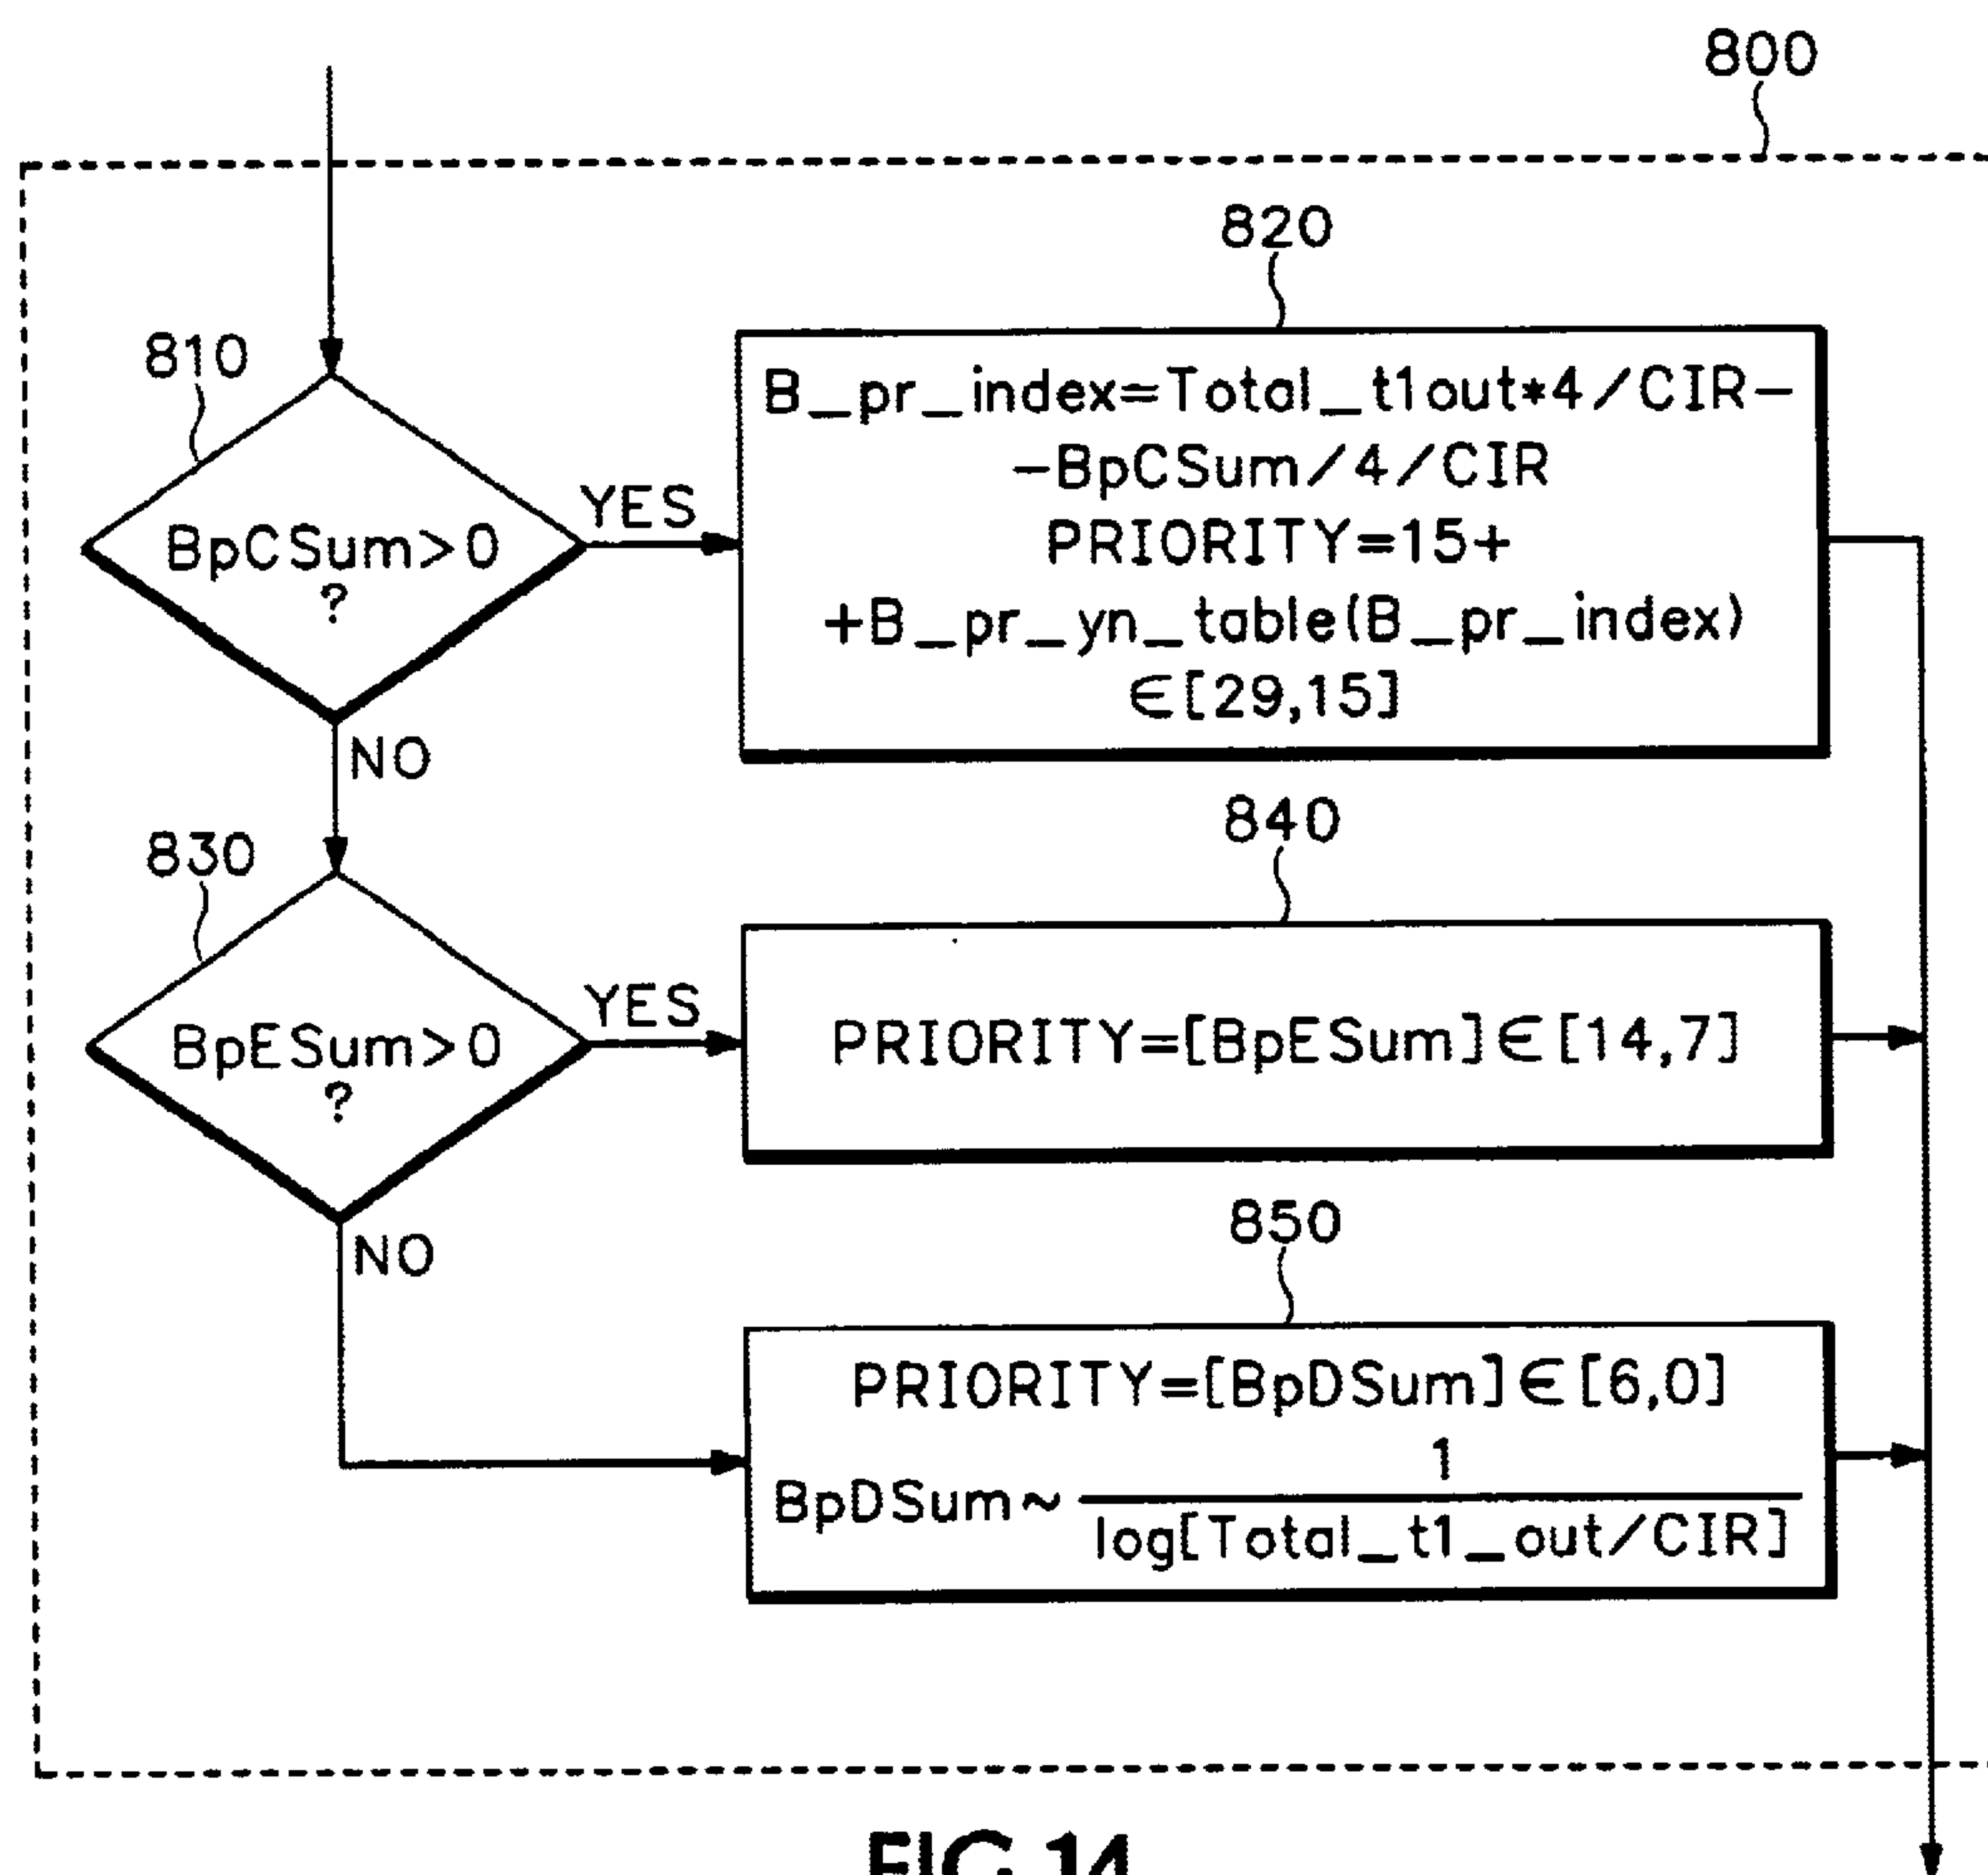 800
820
810
B_pr_index=Total_t1out*4/CIR-
-BpCSum/4/CIR
PRIORITY=15+
+B_pr_yn_table(B_pr_index)
∈[29,15]
YES
BpCSum>0
?
NO
840
830
YES
BpESum>0
?
PRIORITY=[BpESum]∈[14,7]
NO
850
PRIORITY=[BpDSum]∈[6,0]
1
BpDSum~
log[Total_t1_out/CIR]
FIG.14